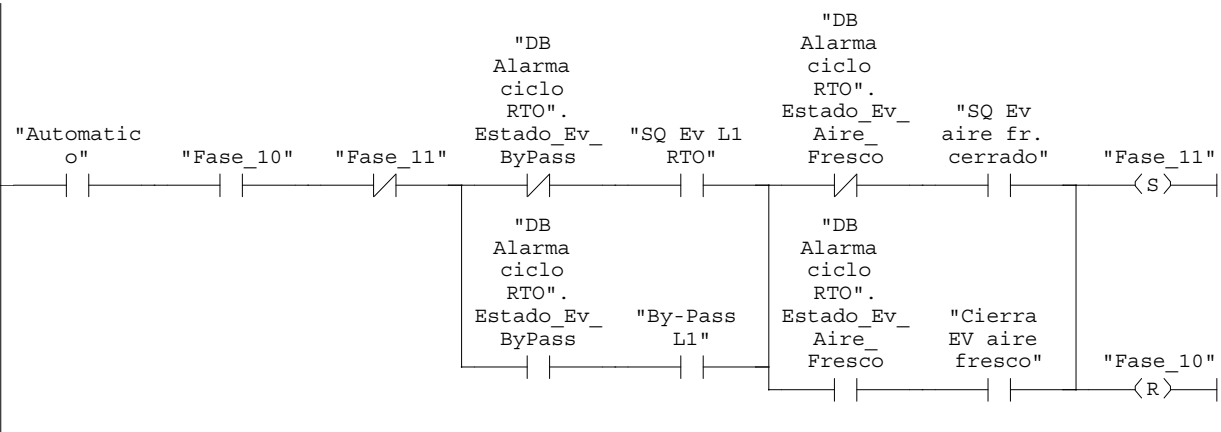 "Automatic
o"
"Fase_10"
"Fase_11"
"DB
Alarma
ciclo
RTO".
Estado_Ev_
ByPass
"SQ Ev L1
RTO"
"DB
Alarma
ciclo
RTO".
Estado_Ev_
Aire_
Fresco
"SQ Ev
aire fr.
cerrado"
"Fase_11"
S
"DB
Alarma
ciclo
RTO".
Estado_Ev_
ByPass
"By-Pass
L1"
"DB
Alarma
ciclo
RTO".
Estado_Ev_
Aire_
Fresco
"Cierra
EV aire
fresco"
"Fase_10"
R